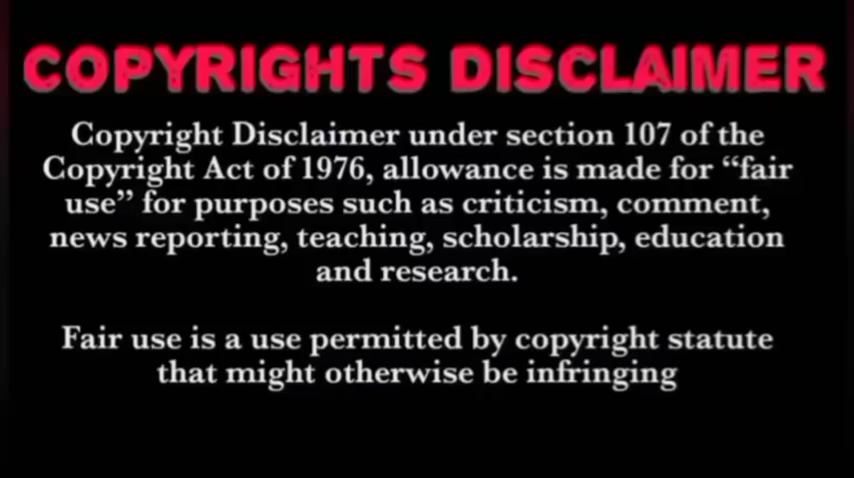 COPYRIGHTS DISCLAIMER
Copyright Disclaimer under section 107 of the
Copyright Act of 1976, allowance is made for “fair
use” for purposes such as criticism, comment,
news reporting, teaching, scholarship, education
and research.
Fair use is a use permitted by copyright statute
that might otherwise be infringing